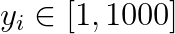 y_i ∈ [1, 1000]